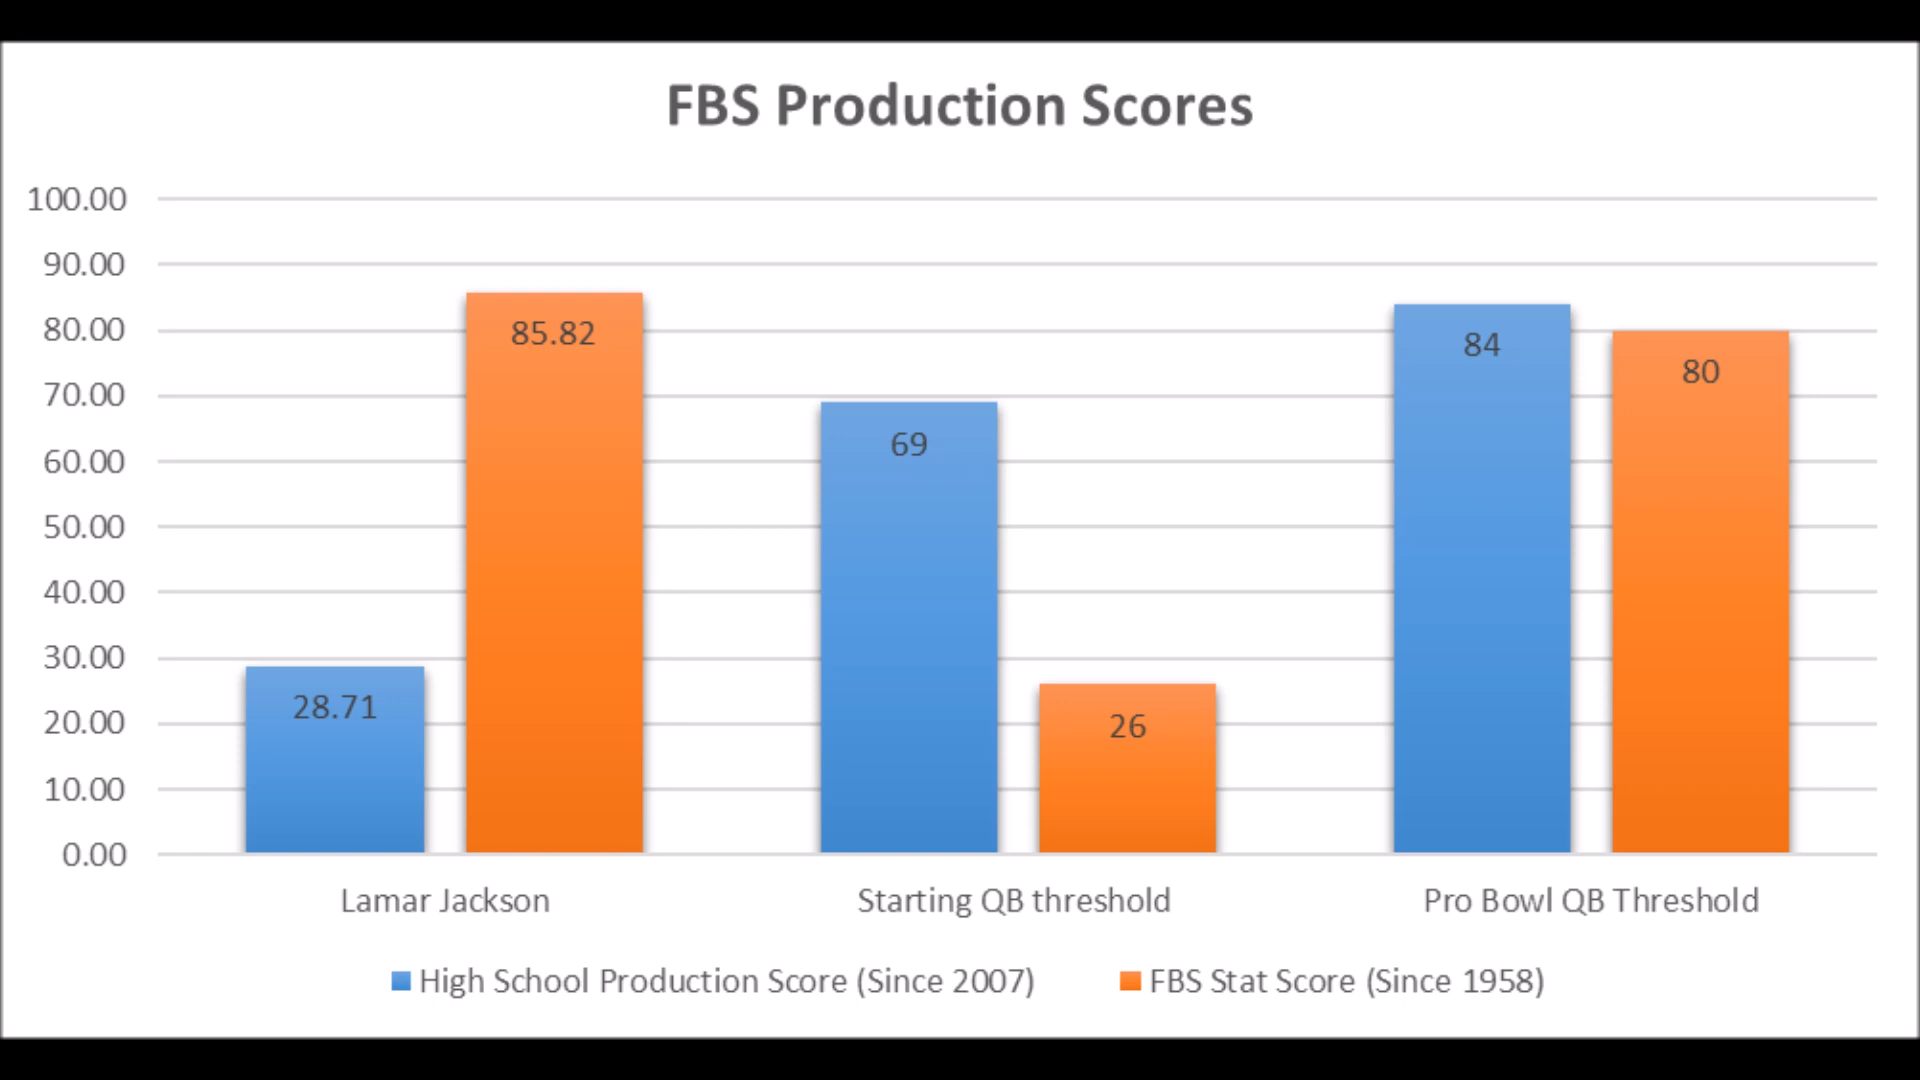 FBS Production Scores
100.00
90.00
80.00
70.00
60.00
50.00
40.00
30.00
20.00
10.00
0.00
28.71
85.82
69
26
84
80
Lamar Jackson
Starting QB threshold
Pro Bowl QB Threshold
High School Production Score (Since 2007)
FBS Stat Score (Since 1958)